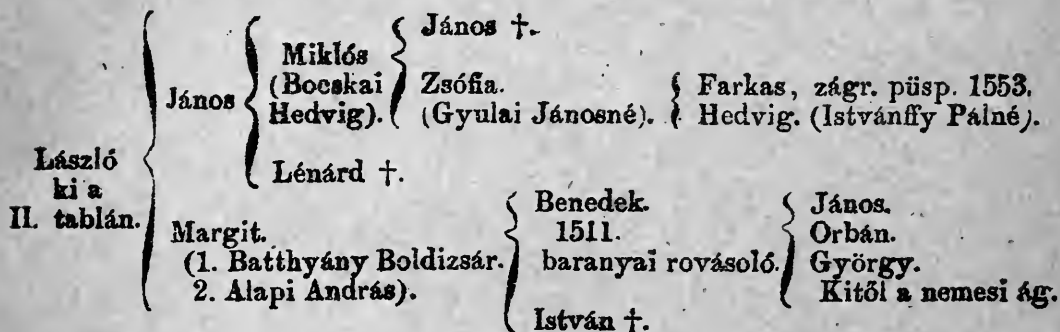 János †.
Miklós
(Bocskai
Hedvig).
Zsófia.
(Gyulai Jánosné).
Farkas, zágr. püsp. 1553.
Hedvig. (Istvánffy Pálné).
János
Lénárd †.
László
ki a
II. tablán.
Margit.
(1. Batthyány Boldizsár.
2. Alapi András).
Benedek.
1511.
baranyai rovásoló.
István †.
János.
Orbán.
György.
Kitől a nemesi ág.